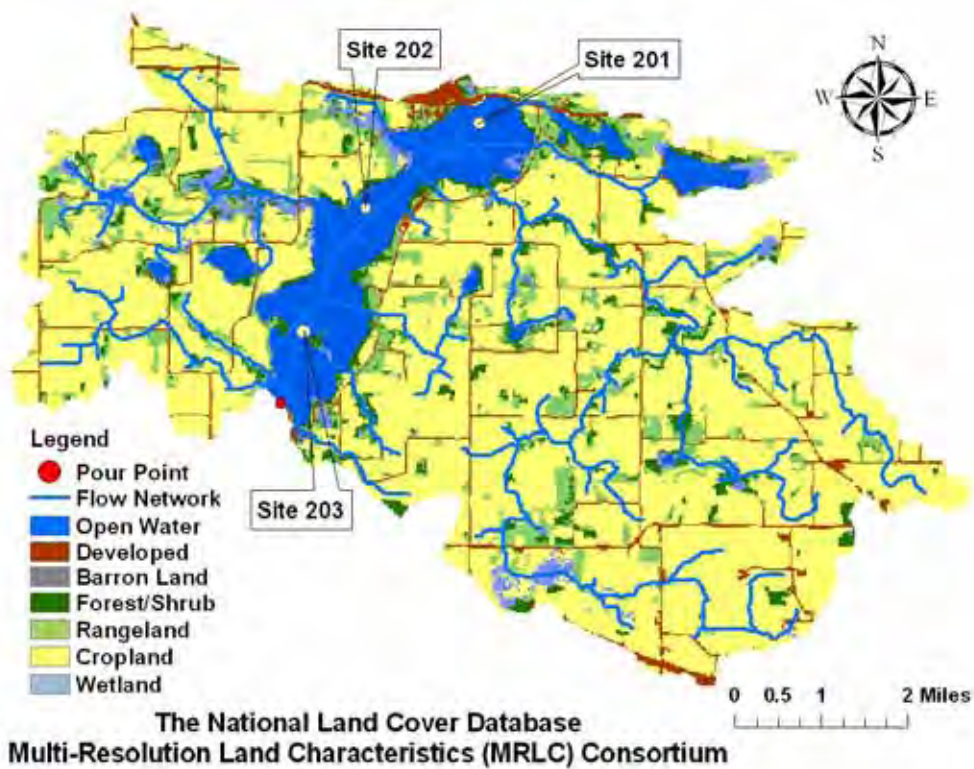 Site 202
Site 201
N
W E
S
Legend
Pour Point
Flow Network
Open Water
Developed
Barron Land
Forest/Shrub
Rangeland
Cropland
Wetland
Site 203
0 0.5 1 2 Miles
The National Land Cover Database
Multi-Resolution Land Characteristics (MRLC) Consortium